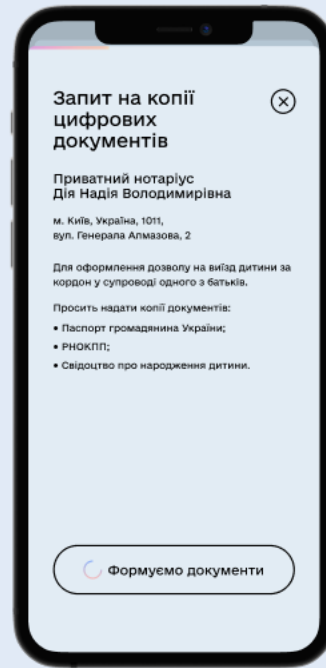 Запит на копії
цифрових
документів
Приватний нотаріус
Дія Надія Володимирівна
м. Київ, Україна, 1011,
вул. Генерала Алмазова, 2
Для оформлення дозволу на виїзд дитини за
кордон у супроводі одного з батьків.
Просить надати копії документів:
• Паспорт громадянина України;
• РНОКПП;
• Свідоцтво про народження дитини.
Формуємо документи